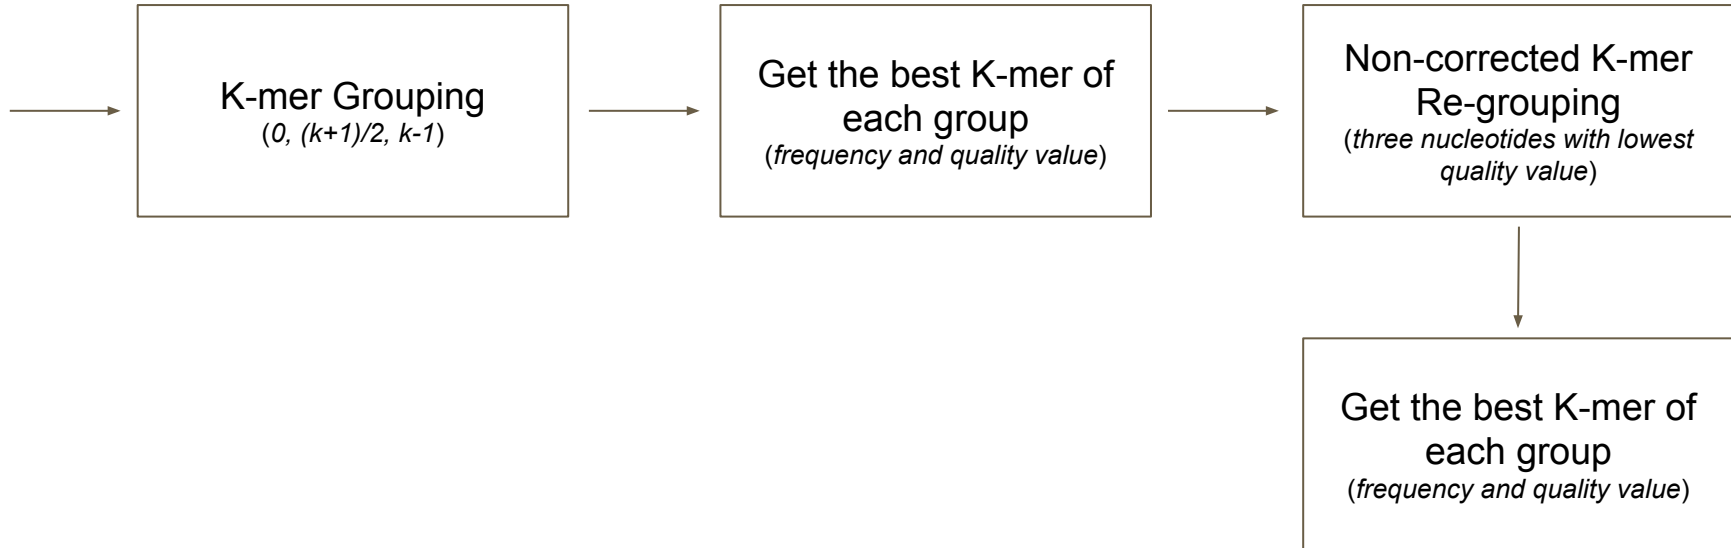 K-mer Grouping
(0, (k+1)/2, k-1)
Get the best K-mer of
each group
(frequency and quality value)
Non-corrected K-mer
Re-grouping
(three nucleotides with lowest
quality value)
Get the best K-mer of
each group
(frequency and quality value)